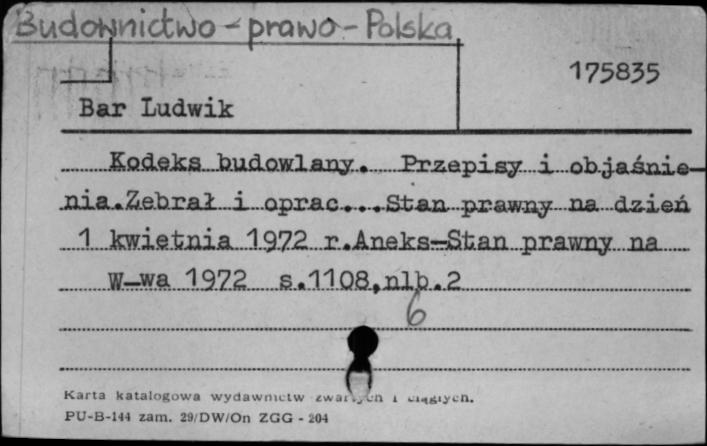 Budownictwo - prawo - Polska
175835
Bar Ludwik
Kodeks budowlany. Przepisy i objaśnie-
nia.Zebrał i oprac...Stan prawny na dzień
1 kwietnia 1972 r.Aneks-Stan prawny na
W-wa 1972 s.1108,nlb.2
6
Karta katalogowa wydawnictw zwartych i ciągłych.
PU-B-144 zam. 29/DW/On ZGG - 204